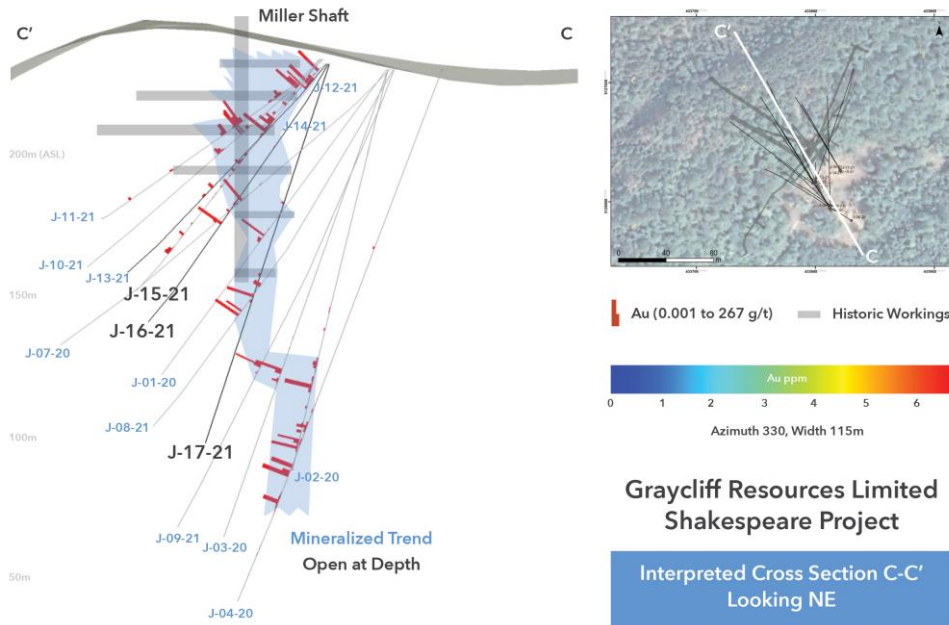 Miller Shaft
C'
C
J-12-21
J-14-21
200m (ASL)
J-11-21
J-10-21
J-13-21
J-15-21
150m
J-16-21
J-07-20
J-01-20
J-08-21
100m
J-17-21
J-02-20
J-09-21
J-03-20
Mineralized Trend
Open at Depth
50m
J-04-20
C'
C
0 40 80
m
Au (0.001 to 267 g/t)
Historic Workings
Au ppm
0 1 2 3 4 5 6
Azimuth 330, Width 115m
Graycliff Resources Limited
Shakespeare Project
Interpreted Cross Section C-C'
Looking NE